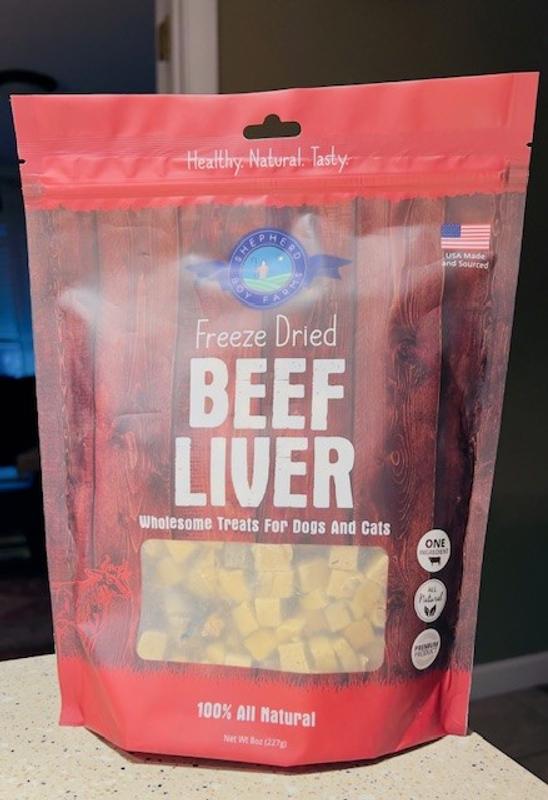 Healthy. Natural. Tasty.
SHEPHERD
BOY FARMS
USA Made
and Sourced
Freeze Dried
BEEF
LIVER
Wholesome Treats For Dogs And Cats
ONE
INGREDIENT
ALL
Natural
PREMIUM
PRODUCT
100% All Natural
Net Wt 8oz (227g)